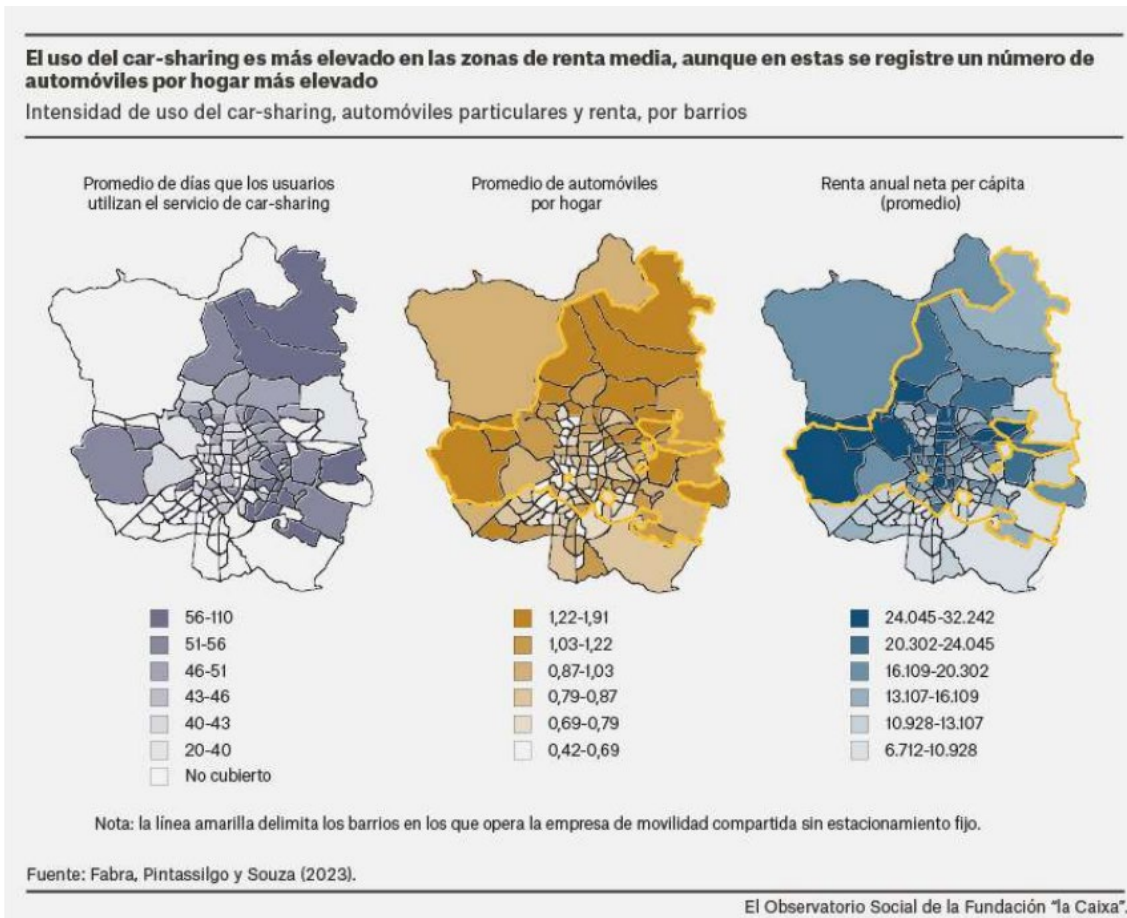 El uso del car-sharing es más elevado en las zonas de renta media, aunque en estas se registre un número de
automóviles por hogar más elevado
Intensidad de uso del car-sharing, automóviles particulares y renta, por barrios
Promedio de días que los usuarios
utilizan el servicio de car-sharing
Promedio de automóviles
por hogar
Renta anual neta per cápita
(promedio)
56-110
51-56
46-51
43-46
40-43
20-40
No cubierto
1,22-1,91
1,03-1,22
0,87-1,03
0,79-0,87
0,69-0,79
0,42-0,69
24.045-32.242
20.302-24.045
16.109-20.302
13.107-16.109
10.928-13.107
6.712-10.928
Nota: la línea amarilla delimita los barrios en los que opera la empresa de movilidad compartida sin estacionamiento fijo.
Fuente: Fabra, Pintassilgo y Souza (2023).
El Observatorio Social de la Fundación "la Caixa".